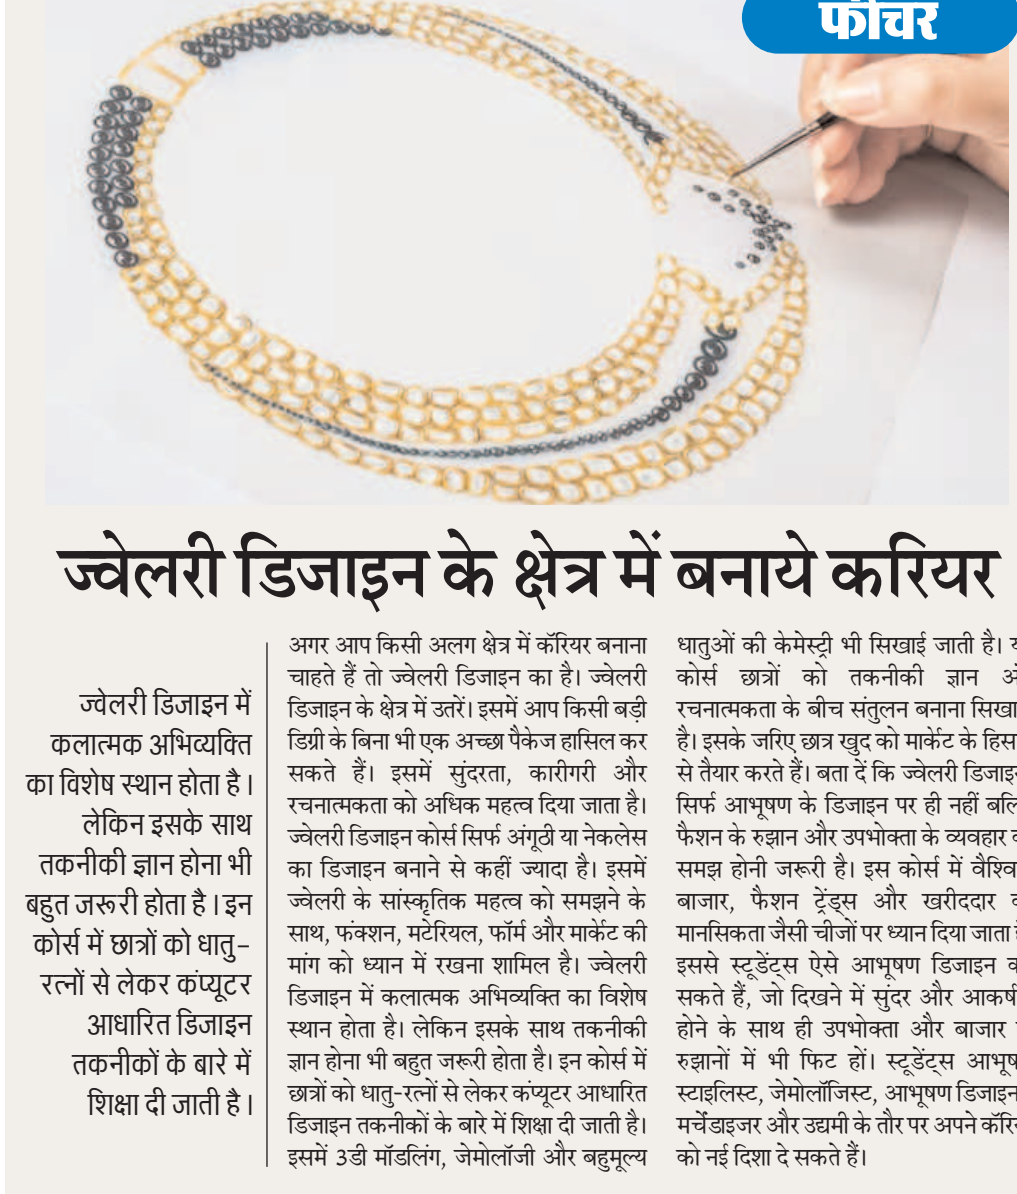 फीचर
ज्वेलरी डिजाइन के क्षेत्र में बनाये करियर
ज्वेलरी डिजाइन में
कलात्मक अभिव्यक्ति
का विशेष स्थान होता है।
लेकिन इसके साथ
तकनीकी ज्ञान होना भी
बहुत जरूरी होता है। इन
कोर्स में छात्रों को धातु-
रत्नों से लेकर कंप्यूटर
आधारित डिजाइन
तकनीकों के बारे में
शिक्षा दी जाती है।
अगर आप किसी अलग क्षेत्र में कॅरियर बनाना
चाहते हैं तो ज्वेलरी डिजाइन का है। ज्वेलरी
डिजाइन के क्षेत्र में उतरें। इसमें आप किसी बड़ी
डिग्री के बिना भी एक अच्छा पैकेज हासिल कर
सकते हैं। इसमें सुंदरता, कारीगरी और
रचनात्मकता को अधिक महत्व दिया जाता है।
ज्वेलरी डिजाइन कोर्स सिर्फ अंगूठी या नेकलेस
का डिजाइन बनाने से कहीं ज्यादा है। इसमें
ज्वेलरी के सांस्कृतिक महत्व को समझने के
साथ, फंक्शन, मटेरियल, फॉर्म और मार्केट की
मांग को ध्यान में रखना शामिल है। ज्वेलरी
डिजाइन में कलात्मक अभिव्यक्ति का विशेष
स्थान होता है। लेकिन इसके साथ तकनीकी
ज्ञान होना भी बहुत जरूरी होता है। इन कोर्स में
छात्रों को धातु-रत्नों से लेकर कंप्यूटर आधारित
डिजाइन तकनीकों के बारे में शिक्षा दी जाती है।
इसमें 3डी मॉडलिंग, जेमोलॉजी और बहुमूल्य
धातुओं की केमेस्ट्री भी सिखाई जाती है।
कोर्स छात्रों को तकनीकी ज्ञान
रचनात्मकता के बीच संतुलन बनाना
है। इसके जरिए छात्र खुद को मार्केट के
से तैयार करते हैं। बता दें कि ज्वेलरी
सिर्फ आभूषण के डिजाइन पर ही नहीं
फैशन के रुझान और उपभोक्ता के व्यवहार
समझ होनी जरूरी है। इस कोर्स में
बाजार, फैशन ट्रेंड्स और खरीददार
मानसिकता जैसी चीजों पर ध्यान दिया जाता
इससे स्टूडेंट्स ऐसे आभूषण डिजाइन
सकते हैं, जो दिखने में सुंदर और
होने के साथ ही उपभोक्ता और बाजार
रुझानों में भी फिट हों। स्टूडेंट्स
स्टाइलिस्ट, जेमोलॉजिस्ट, आभूषण
मर्चेंडाइजर और उद्यमी के तौर पर अपने
को नई दिशा दे सकते हैं।